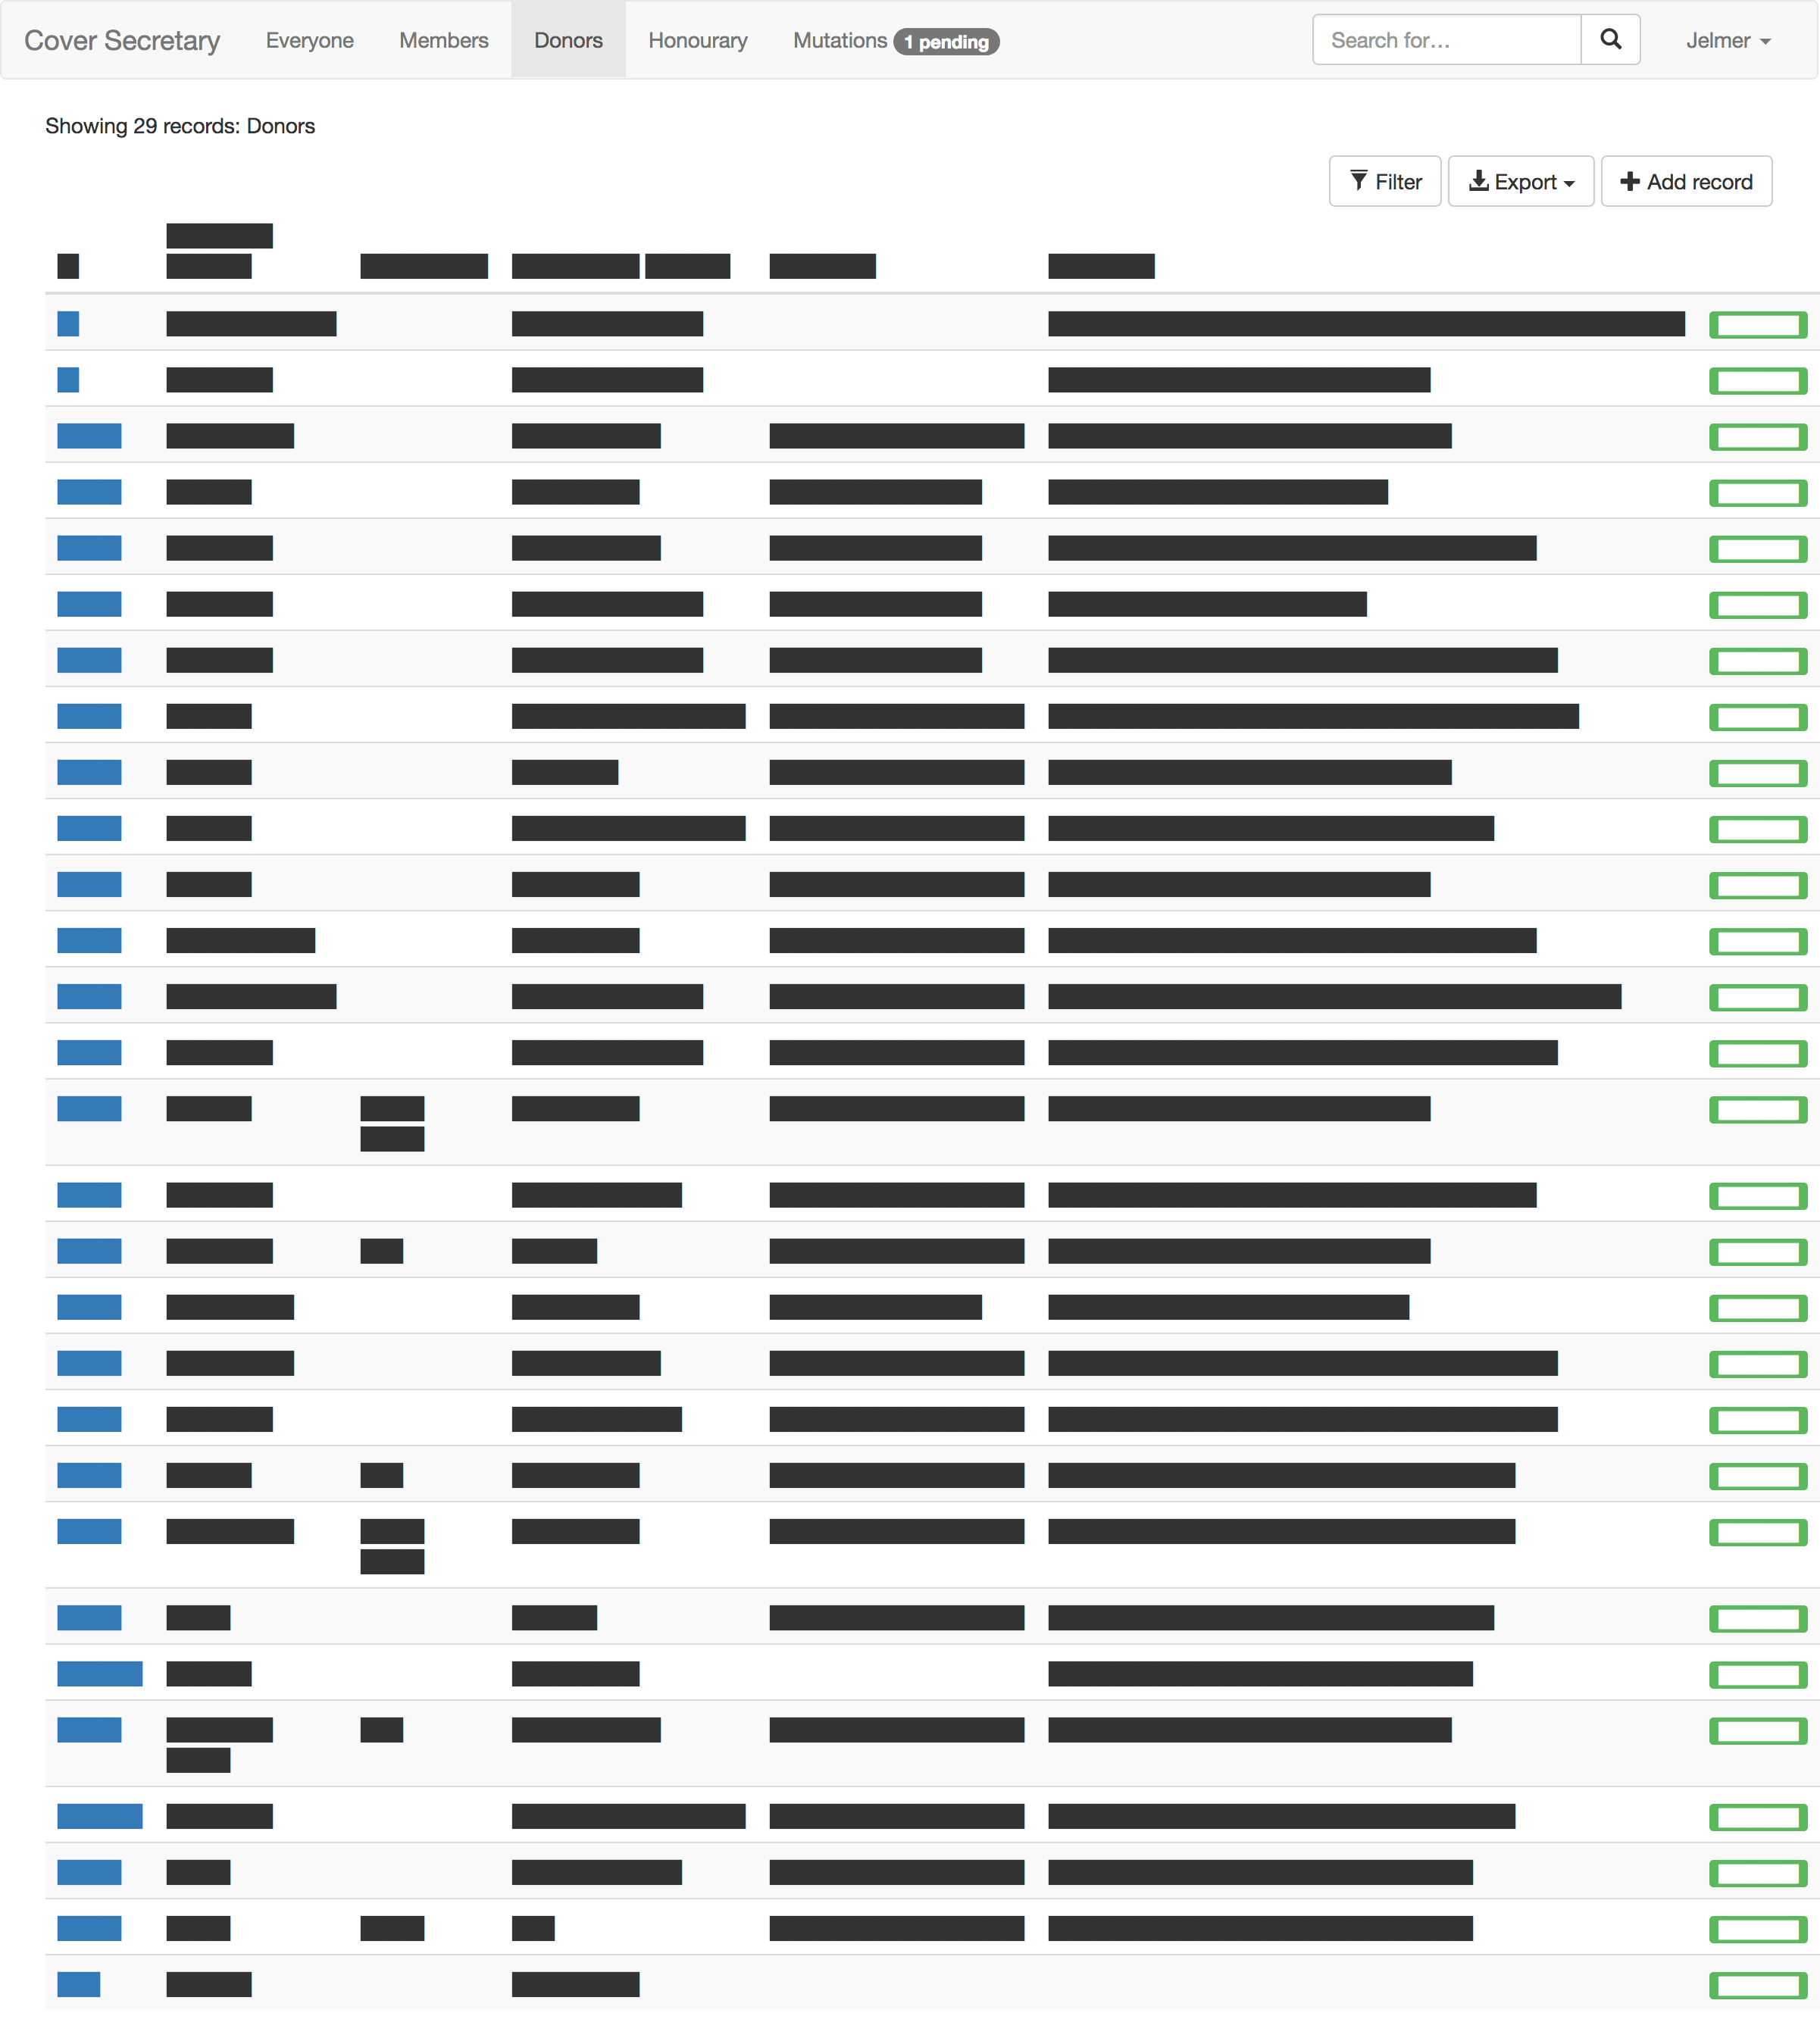 Cover Secretary Everyone Members Donors Honourary Mutations 1 pending Search for... Jelmer
Showing 29 records: Donors
Filter Export Add record